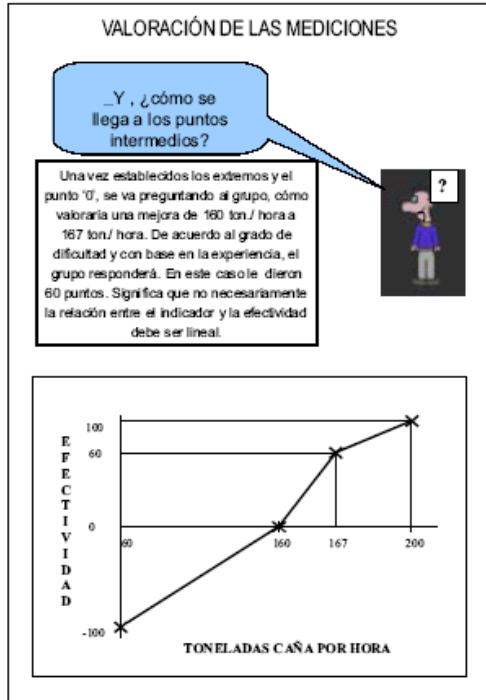 VALORACIÓN DE LAS MEDICIONES
_Y , ¿cómo se
llega a los puntos
intermedios?
?
Una vez establecidos los extremos y el
punto '0', se va preguntando al grupo, cómo
valoraría una mejora de 160 ton./ hora a
167 ton./ hora. De acuerdo al grado de
dificultad y con base en la experiencia, el
grupo responderá. En este caso le dieron
60 puntos. Significa que no necesariamente
la relación entre el indicador y la efectividad
debe ser lineal.
EFECTIVIDAD
100
60
0
-100
60
160
167
200
TONELADAS CAÑA POR HORA